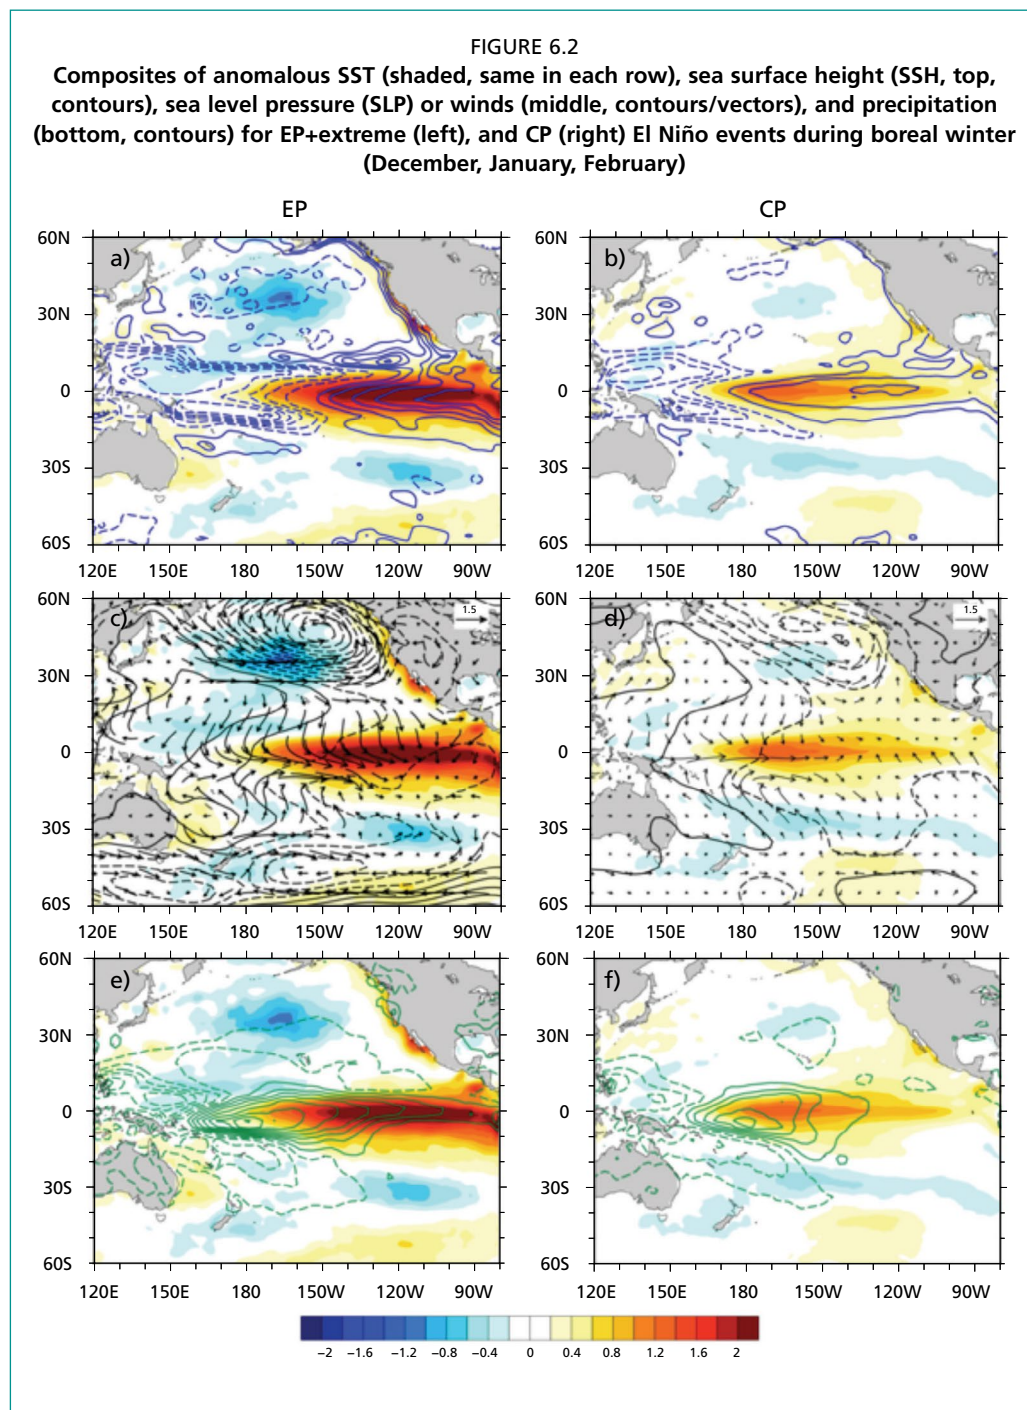 FIGURE 6.2
Composites of anomalous SST (shaded, same in each row), sea surface height (SSH, top,
contours), sea level pressure (SLP) or winds (middle, contours/vectors), and precipitation
(bottom, contours) for EP+extreme (left), and CP (right) El Niño events during boreal winter
(December, January, February)
EP CP
60N a) b)
30N 30N
0 0
30S 30S
60S 60S
120E 150E 180 150W 120W 90W 120E 150E 180 150W 120W 90W
60N c) 1.5 60N d) 1.5
30N 30N
0 0
30S 30S
60S 60S
120E 150E 180 150W 120W 90W 120E 150E 180 150W 120W 90W
60N e) 60N f)
30N 30N
0 0
30S 30S
60S 60S
120E 150E 180 150W 120W 90W 120E 150E 180 150W 120W 90W
−2 −1.6 −1.2 −0.8 −0.4 0 0.4 0.8 1.2 1.6 2